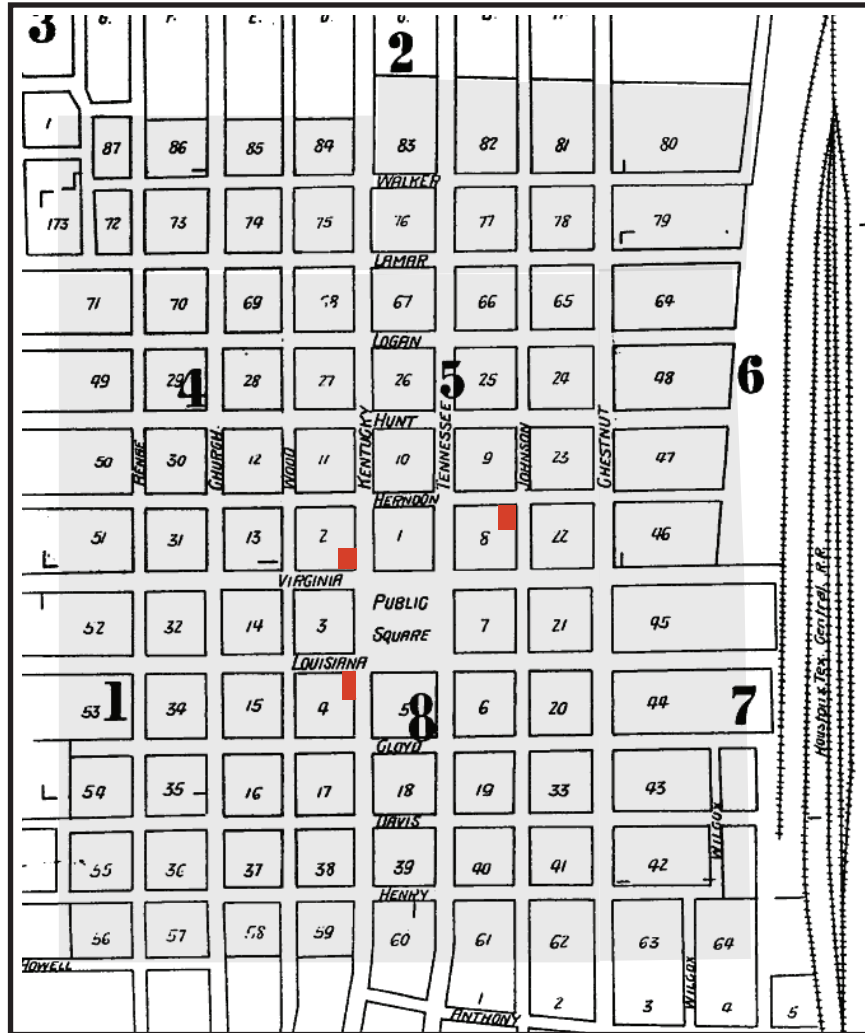 3 G. F. E. D. 2
1 87 86 85 84 83 82 81 80
WALKER
173 72 73 74 75 76 77 78 79
LAMAR
71 70 69 68 67 66 65 64
LOGAN
49 29 4 28 27 26 5 25 24 48 6
HUNT
BENGE CHURCH. WOOD KENTUCKY TENNESSEE JOHNSON CHESTNUT
50 30 12 11 10 9 23 47
HERNDON
51 31 13 2 1 8 22 46
VIRGINIA
52 32 14 3 PUBLIC 7 21 45
SQUARE
LOUISIANA
Houston & Tex. Central. R.R.
53 1 34 15 4 5 8 6 20 44 7
CLOYD
54 35 16 17 18 19 33 43
DAVIS
WILCOX
55 36 37 38 39 40 41 42
HENRY
56 57 58 59 60 61 62 63 64
HOWELL
WILCOX
1 2 3 4 5
ANTHONY